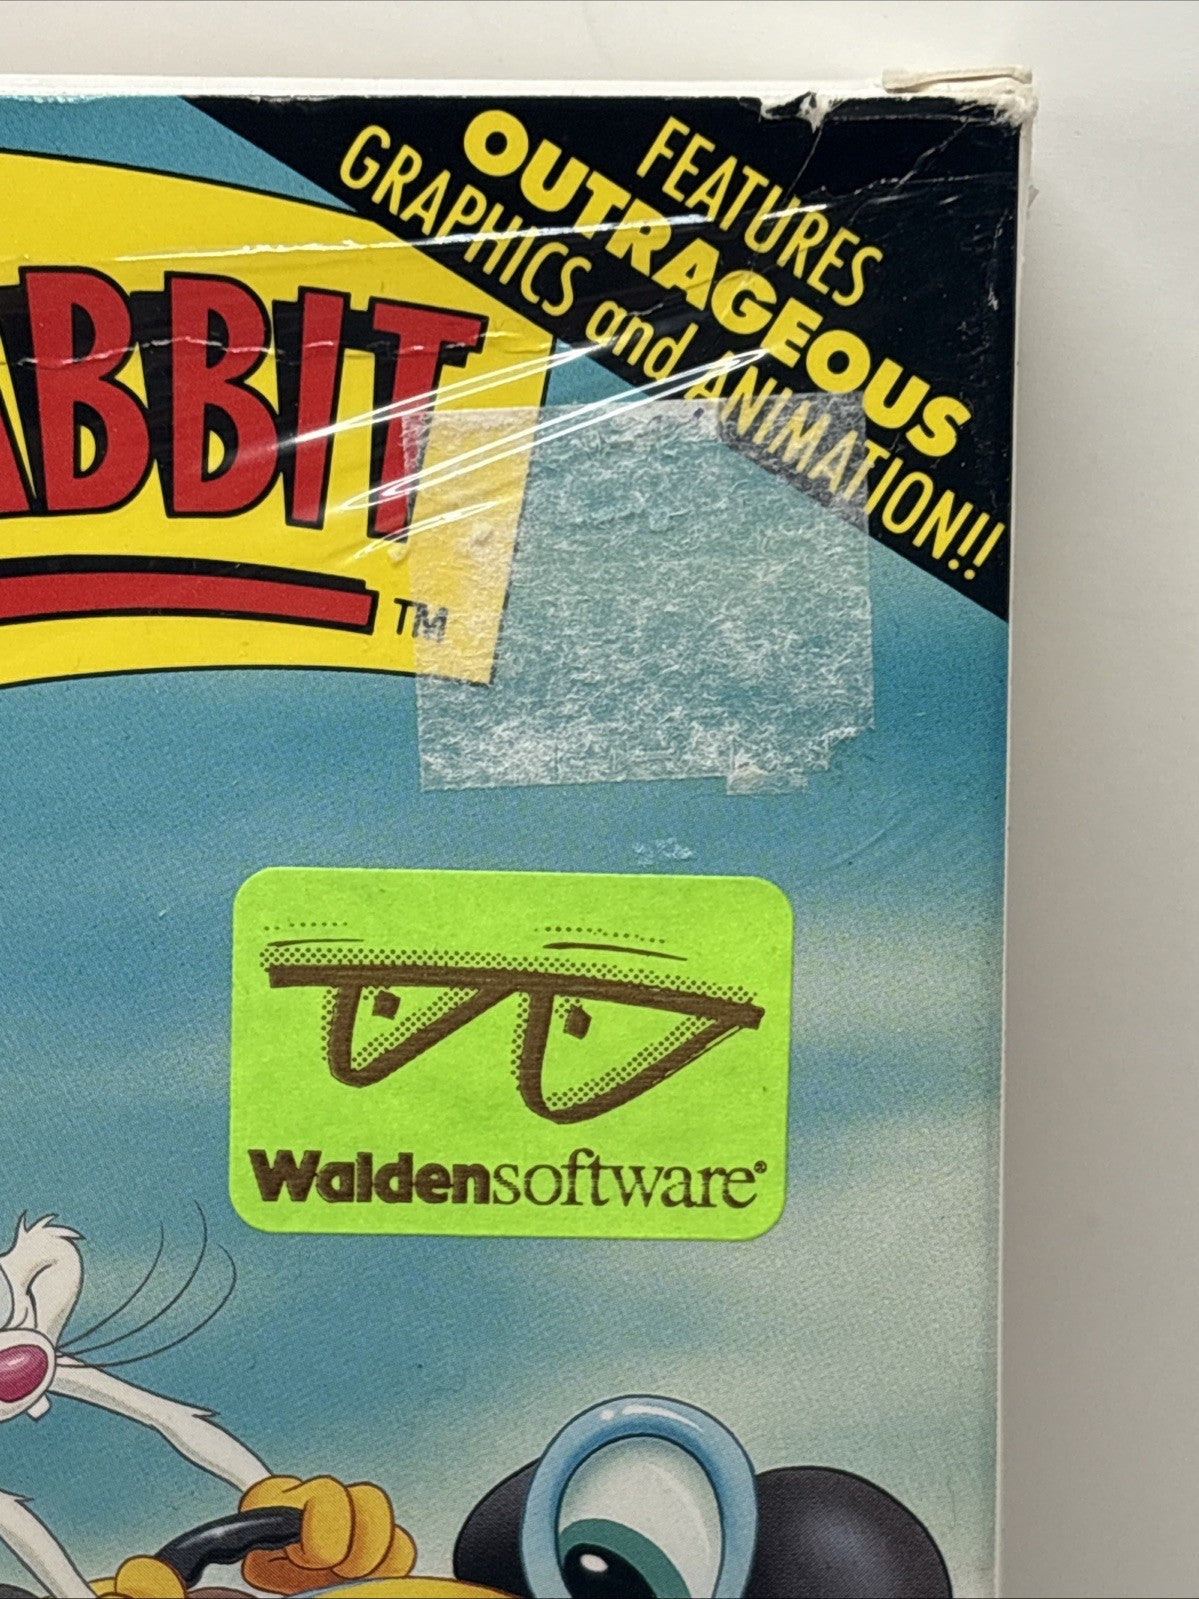 FEATURES
OUTRAGEOUS
GRAPHICS and ANIMATION!!
ABBIT
TM
Waldensoftware®